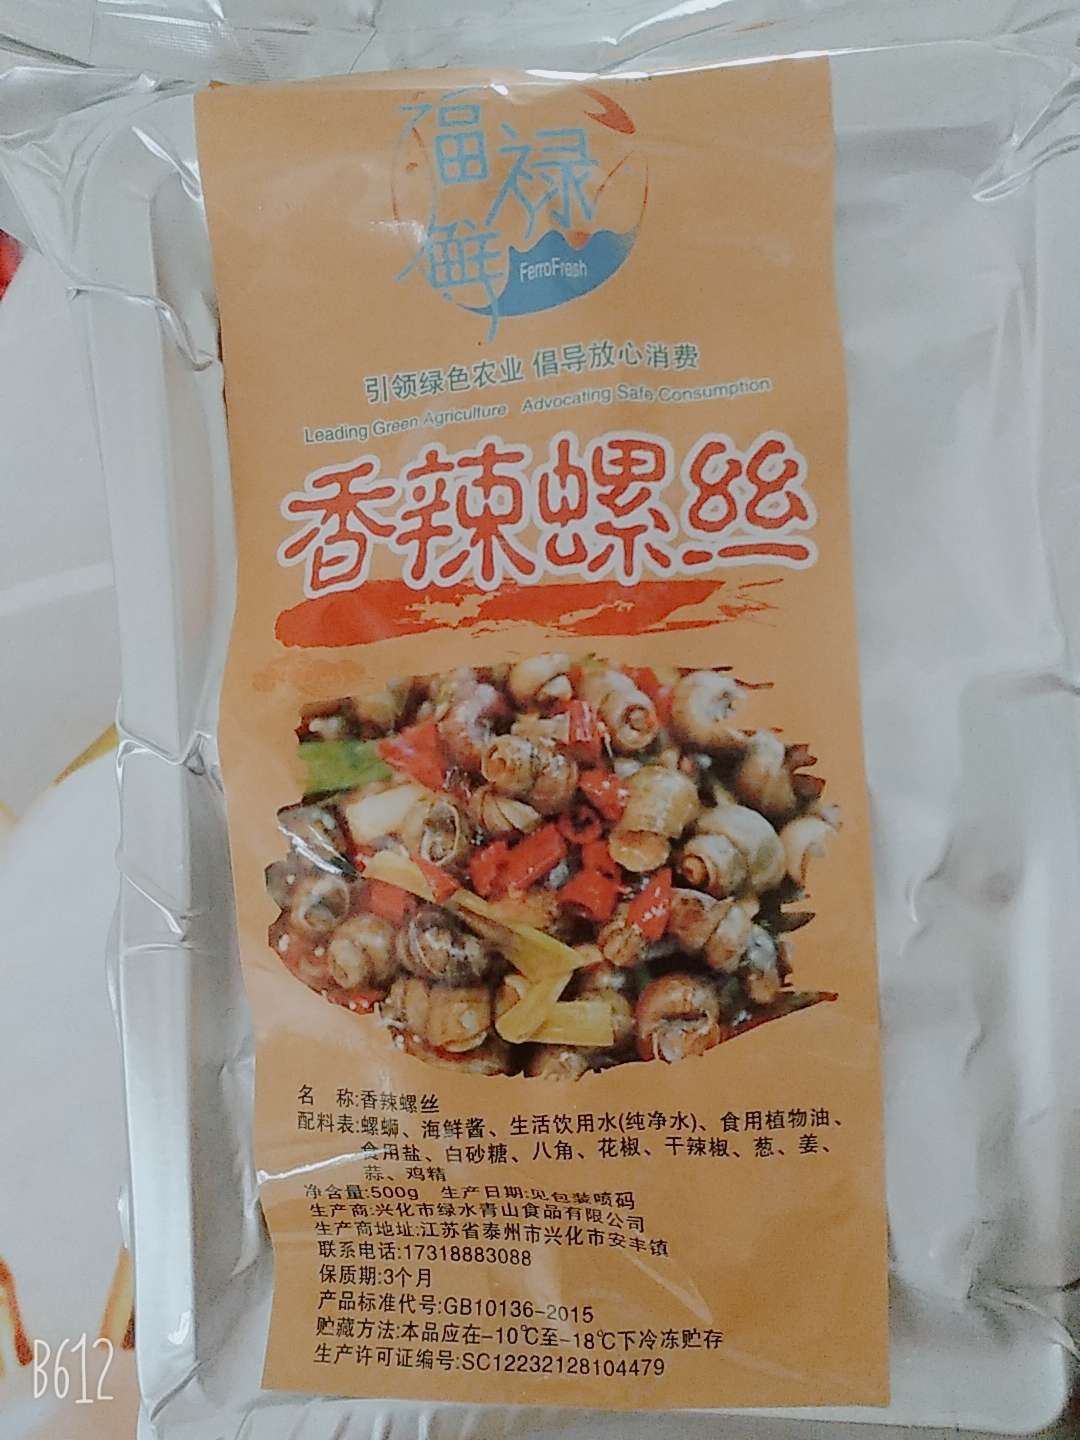 福禄鲜
FerroFresh
引领绿色农业 倡导放心消费
Leading Green Agriculture Advocating Safe Consumption
香辣螺丝
名 称:香辣螺丝
配料表:螺蛳、海鲜酱、生活饮用水(纯净水)、食用植物油、
食用盐、白砂糖、八角、花椒、干辣椒、葱、姜、
蒜、鸡精
净含量:500g 生产日期:见包装喷码
生产商:兴化市绿水青山食品有限公司
生产商地址:江苏省泰州市兴化市安丰镇
联系电话:17318883088
保质期:3个月
产品标准代号:GB10136-2015
贮藏方法:本品应在-10℃至-18℃下冷冻贮存
生产许可证编号:SC12232128104479
B612